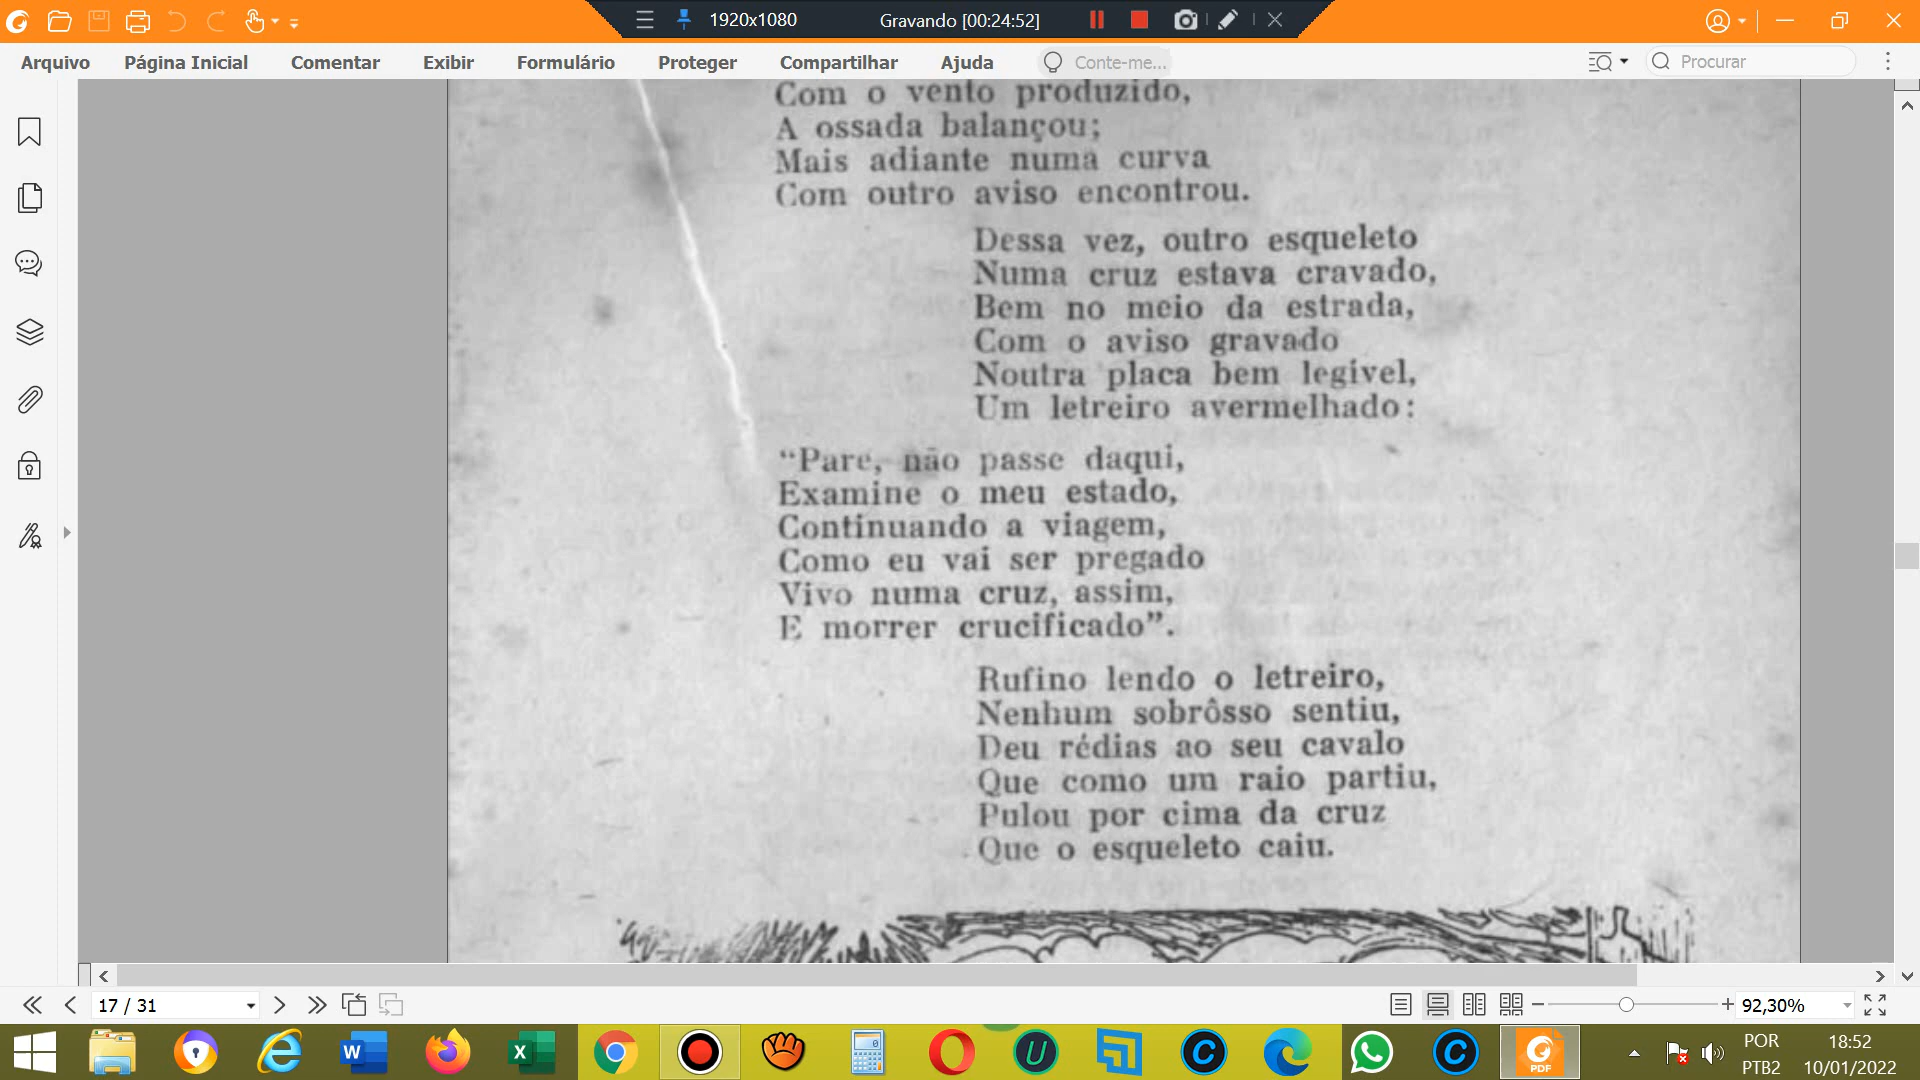 1920x1080
Gravando [00:24:52]
Arquivo
Página Inicial
Comentar
Exibir
Formulário
Proteger
Compartilhar
Ajuda
Conte-me...
Procurar
Com o vento produzido,
A ossada balançou;
Mais adiante numa curva
Com outro aviso encontrou.
Dessa vez, outro esqueleto
Numa cruz estava cravado,
Bem no meio da estrada,
Com o aviso gravado
Noutra placa bem legivel,
Um letreiro avermelhado:
“Pare, não passe daqui,
Examine o meu estado,
Continuando a viagem,
Como eu vai ser pregado
Vivo numa cruz, assim,
E morrer crucificado”.
Rufino lendo o letreiro,
Nenhum sobrôsso sentiu,
Deu rédias ao seu cavalo
Que como um raio partiu,
Pulou por cima da cruz
Que o esqueleto caiu.
17 / 31
92,30%
POR
PTB2
18:52
10/01/2022
PDF